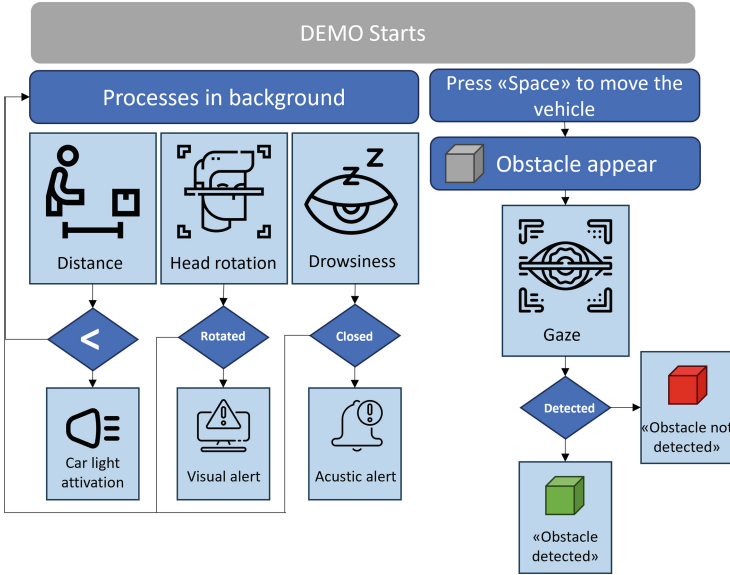 DEMO Starts
Processes in background
Press «Space» to move the
vehicle
Obstacle appear
Z
Z
Distance
Head rotation
Drowsiness
Gaze
<
Rotated
Closed
Detected
Car light
attivation
Visual alert
Acustic alert
«Obstacle not
detected»
«Obstacle
detected»